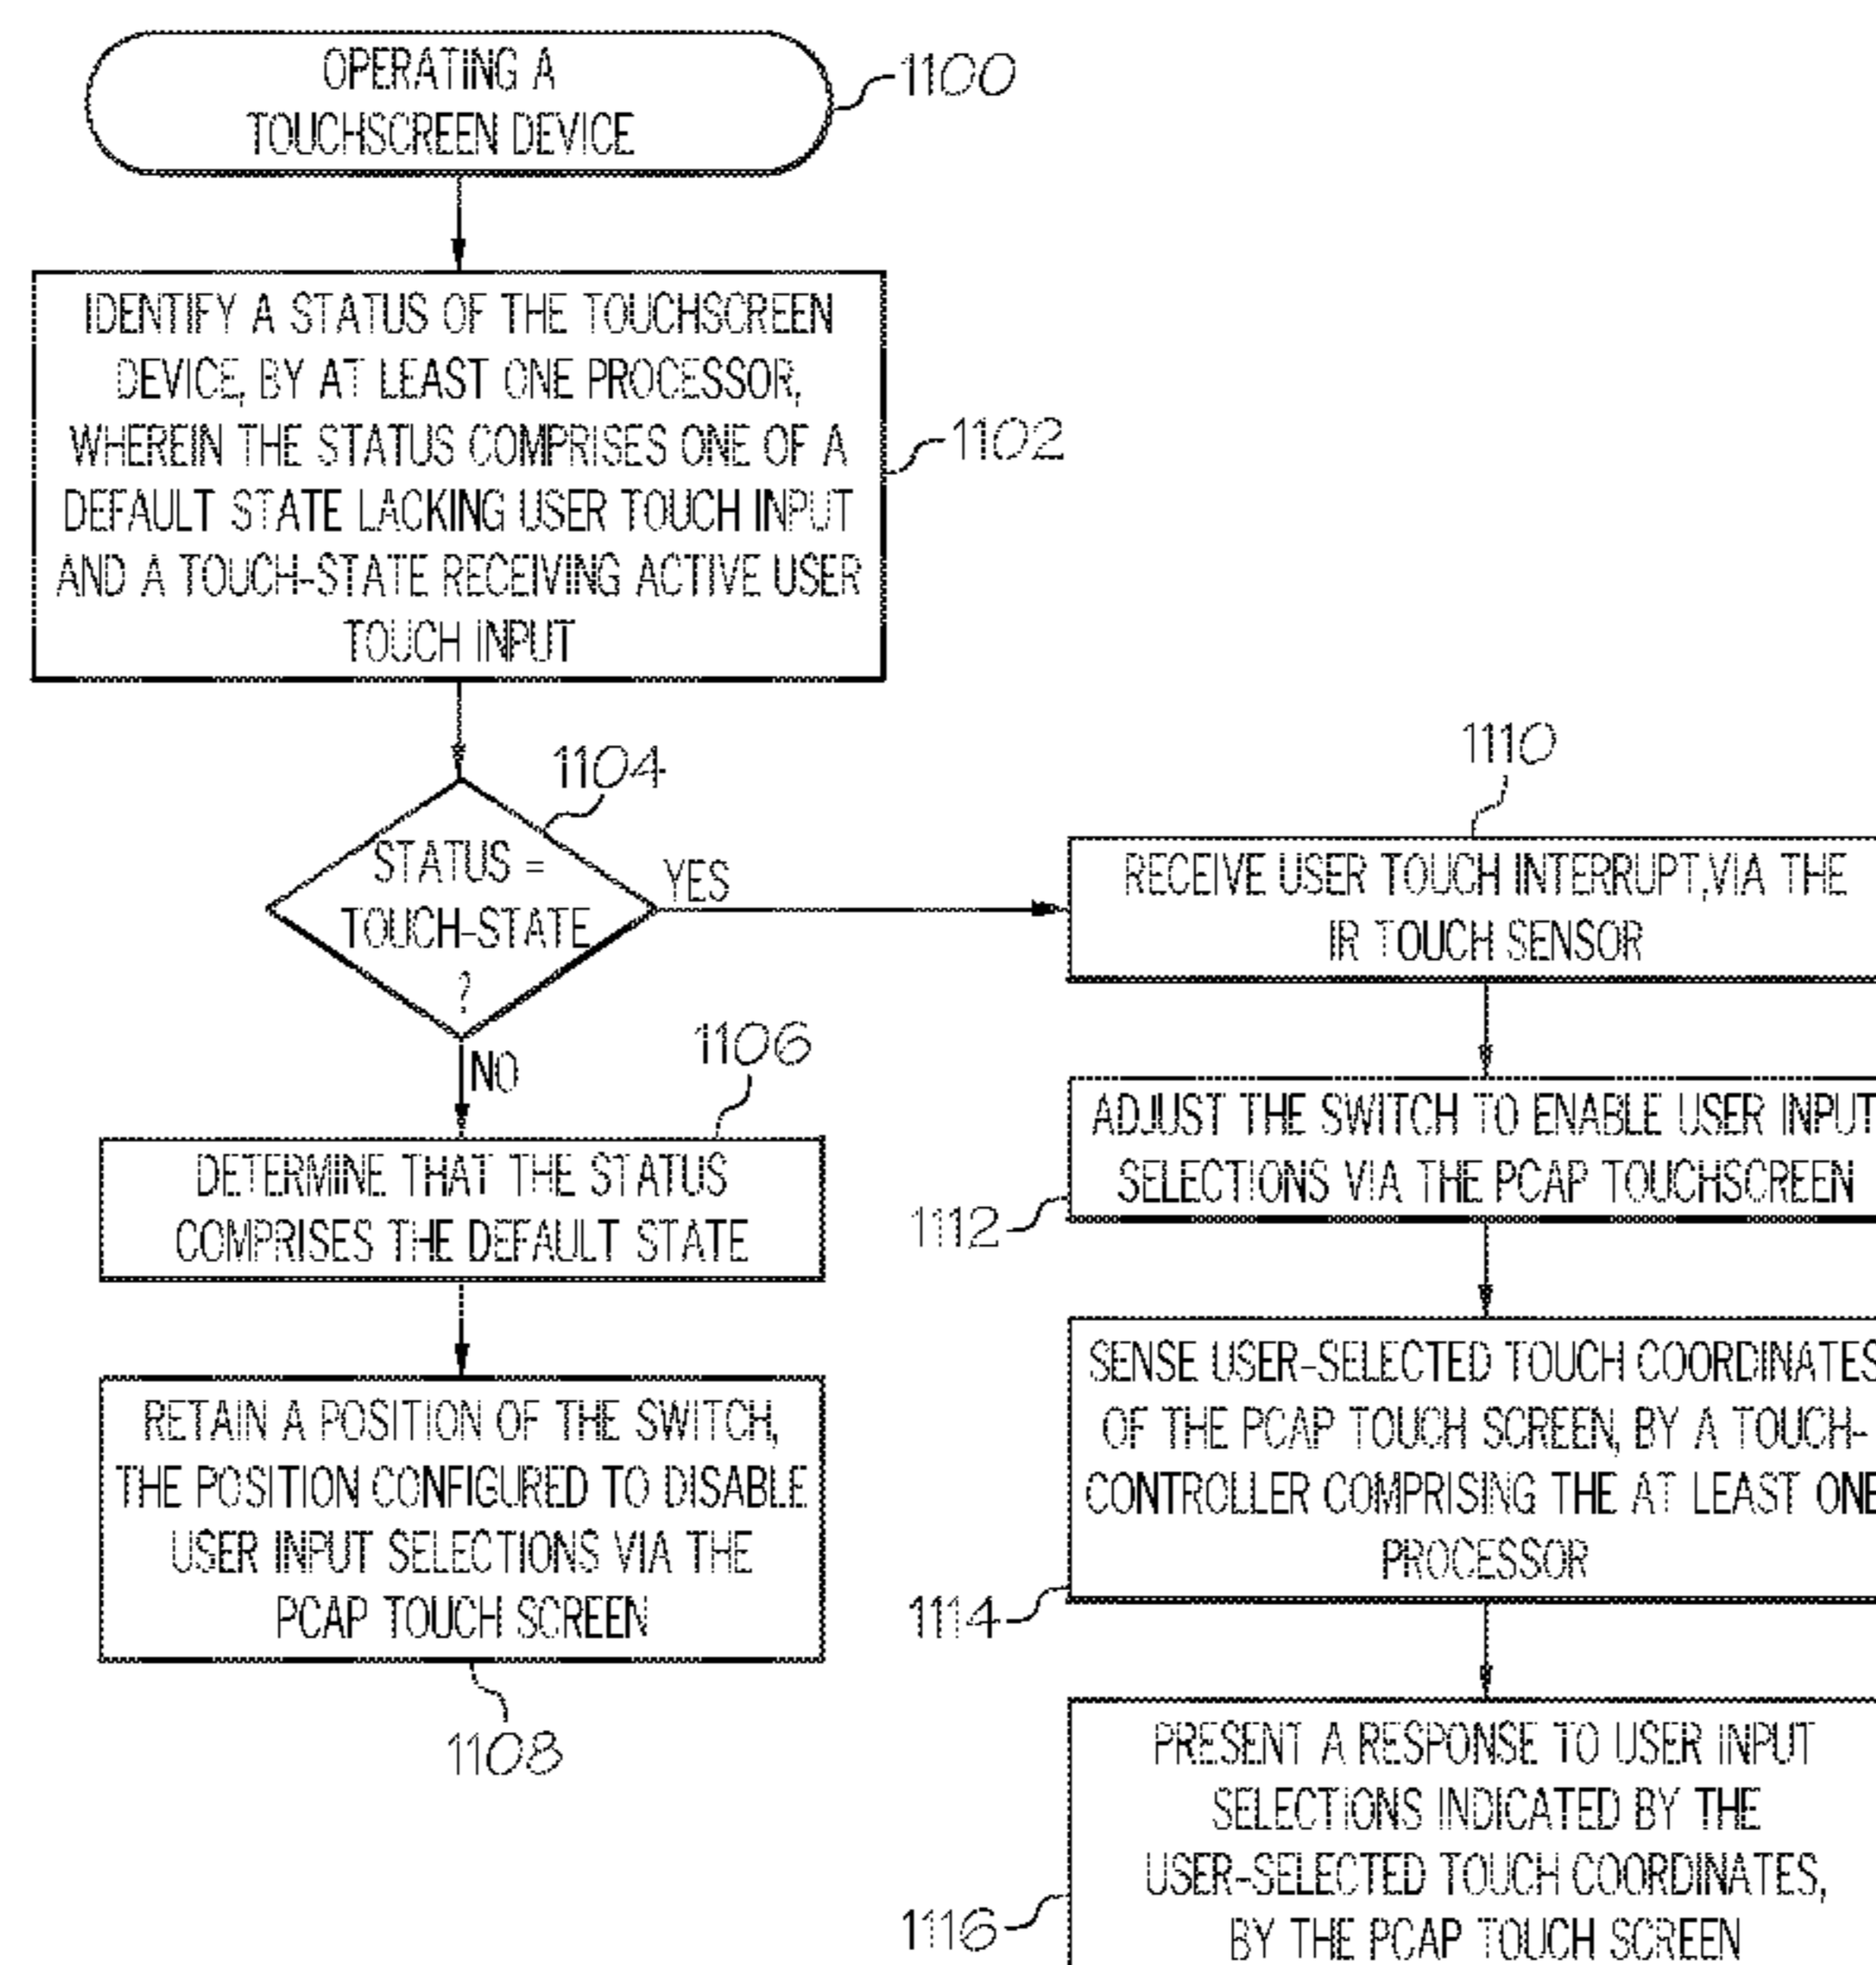 OPERATING A
TOUCHSCREEN DEVICE
1100
IDENTIFY A STATUS OF THE TOUCHSCREEN
DEVICE, BY AT LEAST ONE PROCESSOR,
WHEREIN THE STATUS COMPRISES ONE OF A
DEFAULT STATE LACKING USER TOUCH INPUT
AND A TOUCH-STATE RECEIVING ACTIVE USER
TOUCH INPUT
1102
1104
STATUS =
TOUCH-STATE
?
YES
NO
1106
DETERMINE THAT THE STATUS
COMPRISES THE DEFAULT STATE
RETAIN A POSITION OF THE SWITCH,
THE POSITION CONFIGURED TO DISABLE
USER INPUT SELECTIONS VIA THE
PCAP TOUCH SCREEN
1108
1110
RECEIVE USER TOUCH INTERRUPT,VIA THE
IR TOUCH SENSOR
ADJUST THE SWITCH TO ENABLE USER INPUT
SELECTIONS VIA THE PCAP TOUCHSCREEN
1112
SENSE USER-SELECTED TOUCH COORDINATES
OF THE PCAP TOUCH SCREEN, BY A TOUCH-
CONTROLLER COMPRISING THE AT LEAST ONE
PROCESSOR
1114
PRESENT A RESPONSE TO USER INPUT
SELECTIONS INDICATED BY THE
USER-SELECTED TOUCH COORDINATES,
BY THE PCAP TOUCH SCREEN
1116